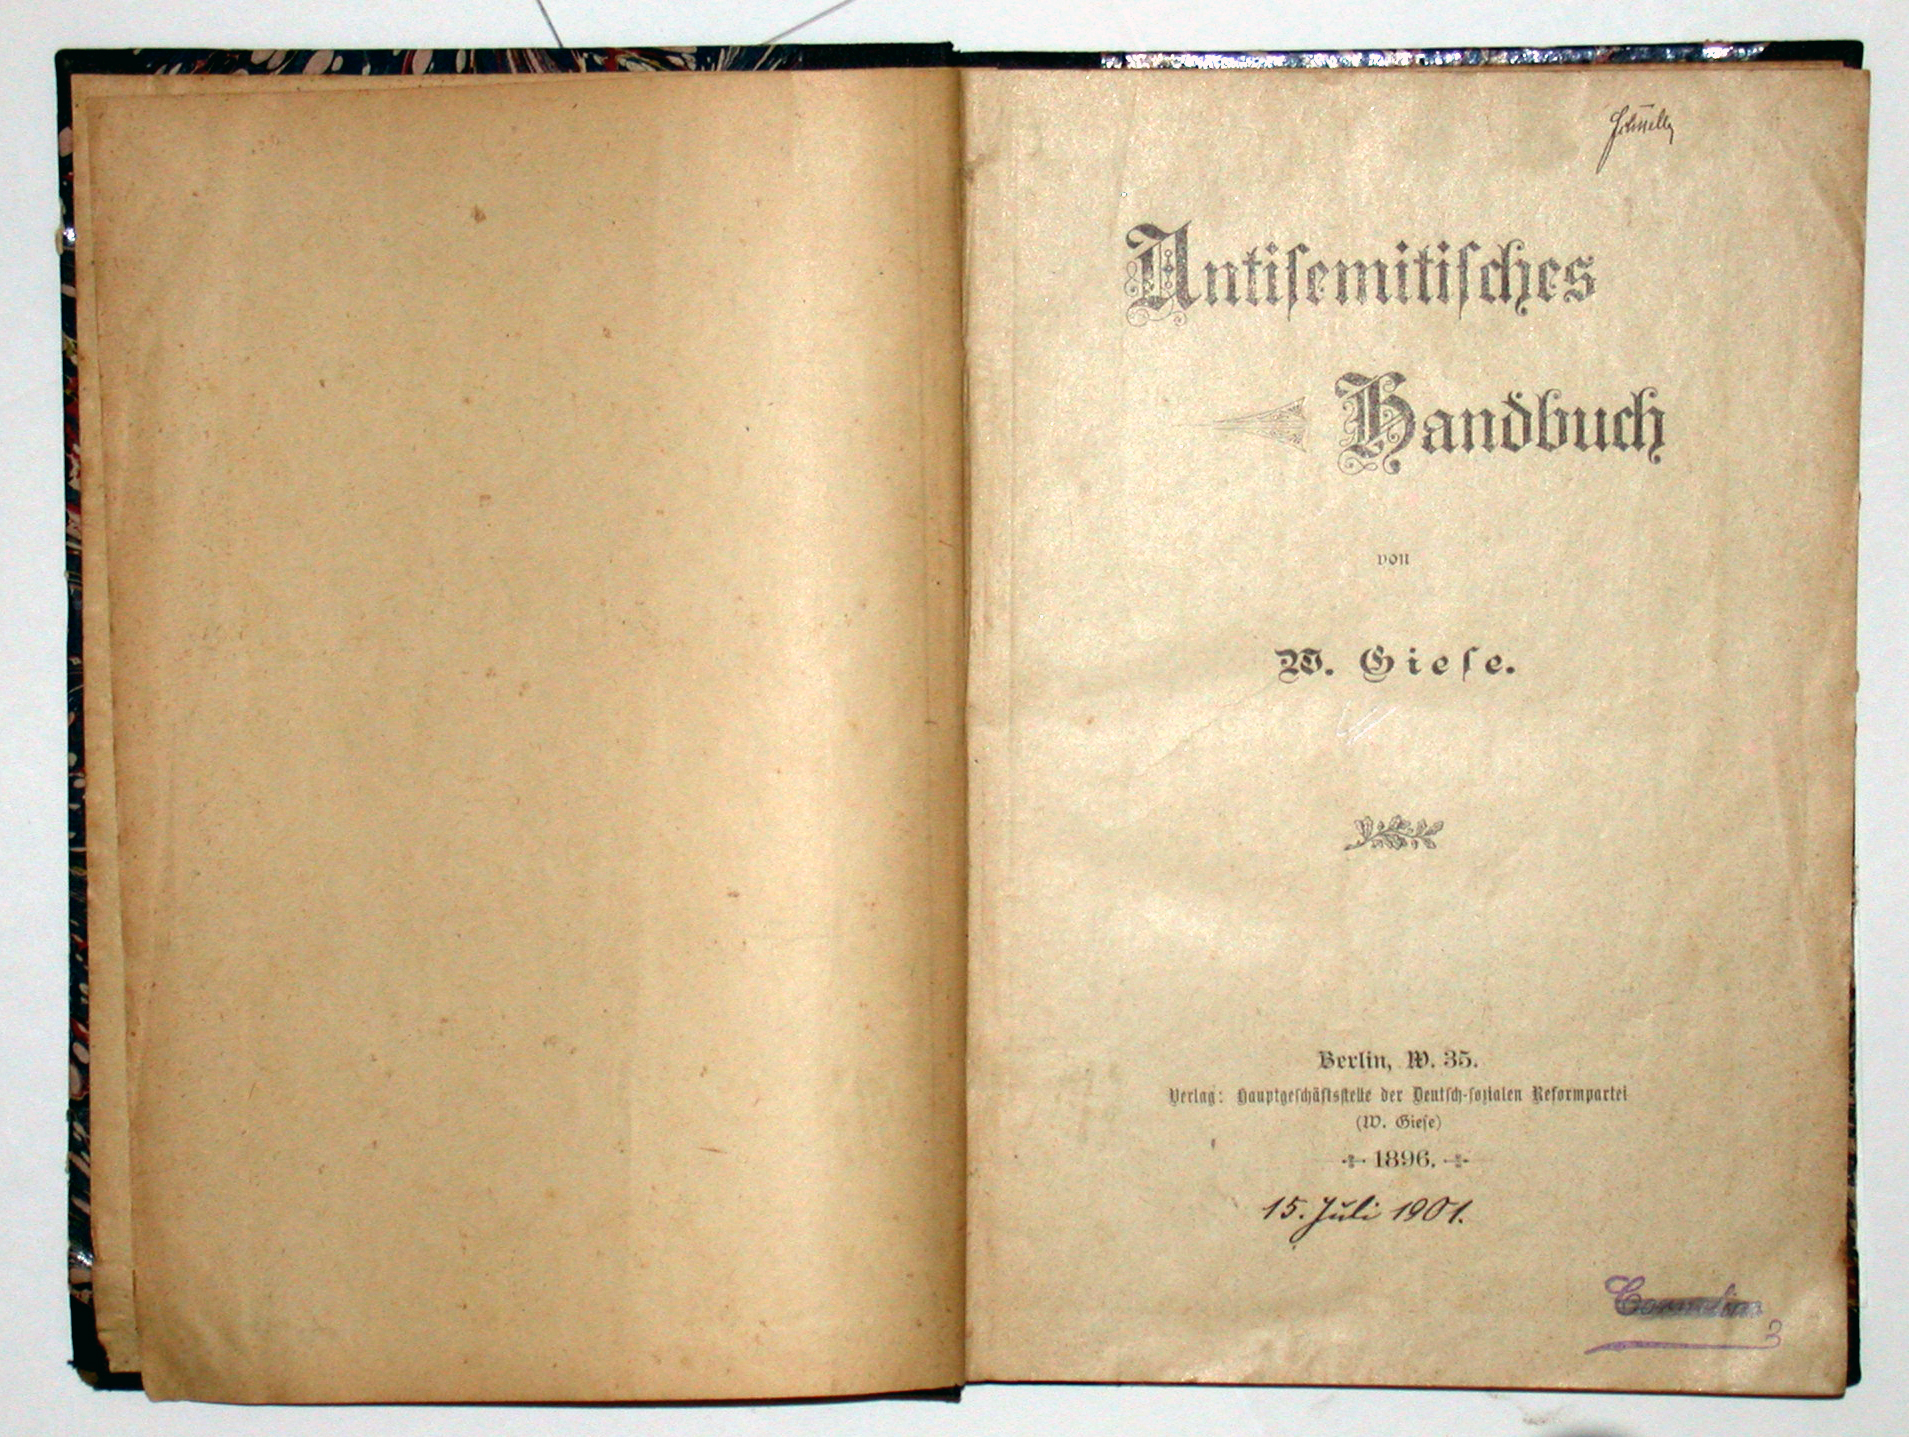 Antiſemitiſches
Handbuch
von
W. Gieſe.
Berlin, W. 35.
Verlag: Hauptgeſchäftsſtelle der Deutſch-ſozialen Reformpartei
(W. Gieſe)
1896.
15. Juli 1901.